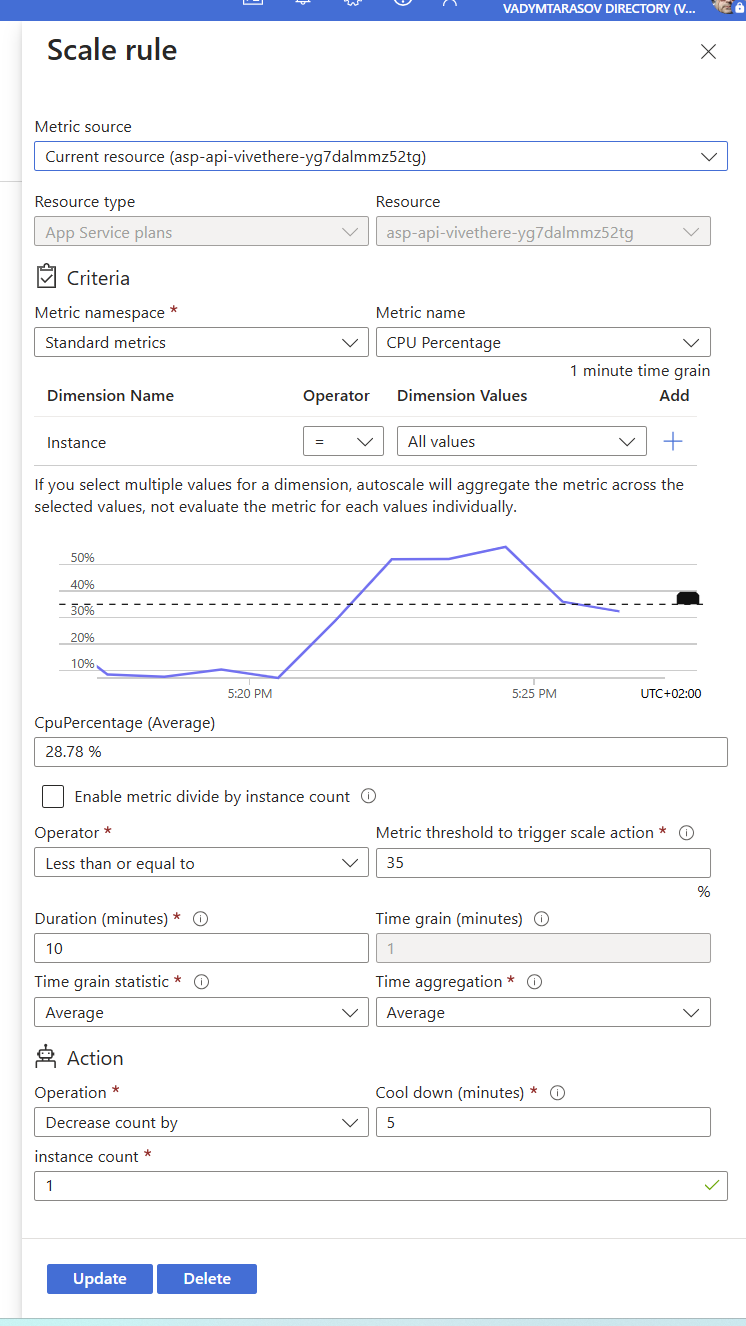 VADYMTARASOV DIRECTORY (V...
Scale rule
Metric source
Current resource (asp-api-vivethere-yg7dalmmz52tg)
Resource type Resource
App Service plans asp-api-vivethere-yg7dalmmz52tg
Criteria
Metric namespace * Metric name
Standard metrics CPU Percentage
1 minute time grain
Dimension Name Operator Dimension Values Add
Instance = All values +
If you select multiple values for a dimension, autoscale will aggregate the metric across the
selected values, not evaluate the metric for each values individually.
50%
40%
30%
20%
10%
5:20 PM 5:25 PM UTC+02:00
CpuPercentage (Average)
28.78 %
Enable metric divide by instance count
Operator * Metric threshold to trigger scale action *
Less than or equal to 35
%
Duration (minutes) * Time grain (minutes)
10 1
Time grain statistic * Time aggregation *
Average Average
Action
Operation * Cool down (minutes) *
Decrease count by 5
instance count *
1
Update Delete